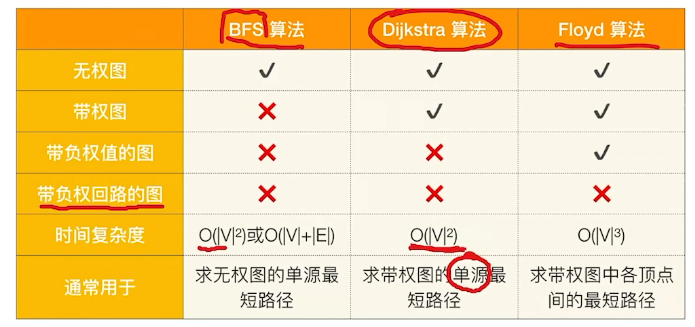 BFS 算法 Dijkstra 算法 Floyd 算法
无权图 ✓ ✓ ✓
带权图 ✕ ✓ ✓
带负权值的图 ✕ ✕ ✓
带负权回路的图 ✕ ✕ ✕
时间复杂度 O(|V|²)或O(|V|+|E|) O(|V|²) O(|V|³)
通常用于 求无权图的单源最短路径 求带权图的单源最短路径 求带权图中各顶点间的最短路径